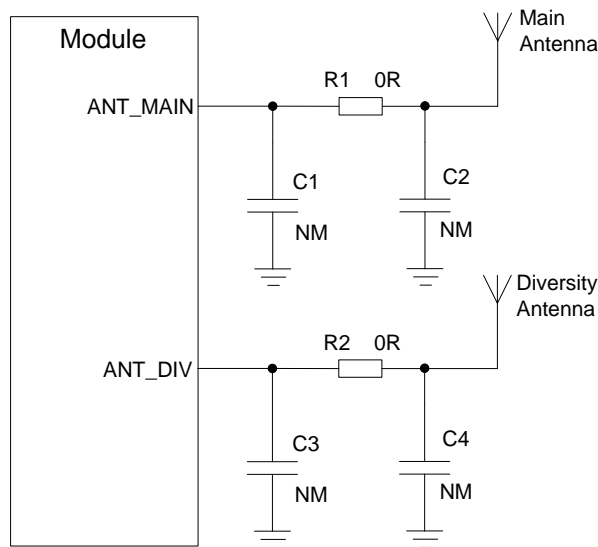 Module
Main
Antenna
R1 0R
ANT_MAIN
C1
C2
NM
NM
Diversity
Antenna
R2 0R
ANT_DIV
C3
C4
NM
NM